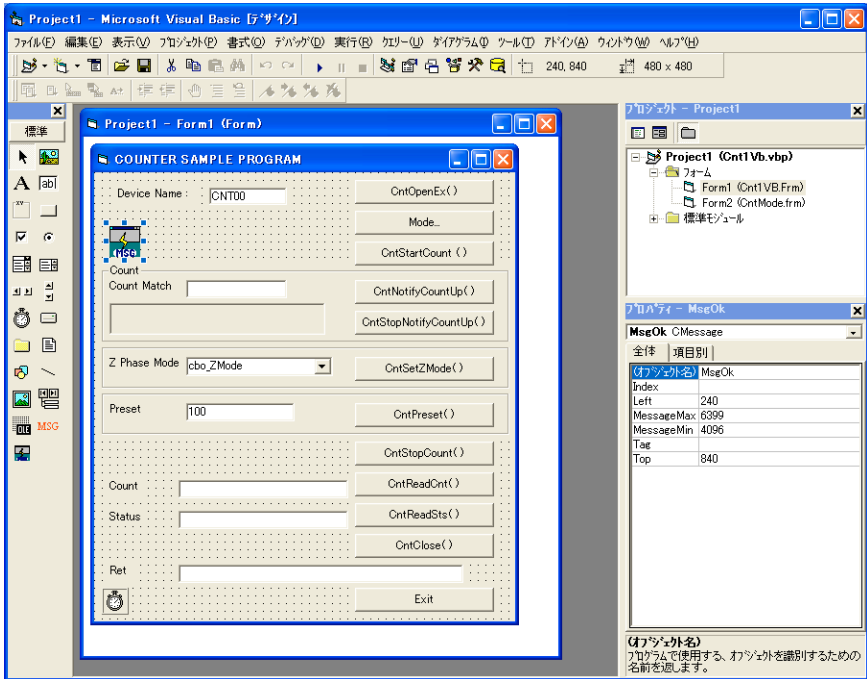 Project1 - Microsoft Visual Basic [ﾃﾞｻﾞｲﾝ]
ﾌｧｲﾙ(F) 編集(E) 表示(V) ﾌﾟﾛｼﾞｪｸﾄ(P) 書式(O) ﾃﾞﾊﾞｯｸﾞ(D) 実行(R) ｸｴﾘｰ(U) ﾀﾞｲｱｸﾞﾗﾑ(I) ﾂｰﾙ(T) ｱﾄﾞｲﾝ(A) ｳｨﾝﾄﾞｳ(W) ﾍﾙﾌﾟ(H)
240, 840 480 × 480
標準
A ab|
XY
OLE MSG
Project1 - Form1 (Form)
COUNTER SAMPLE PROGRAM
Device Name : CNT00 CntOpenEx()
Mode...
MSG
CntStartCount ()
Count
Count Match CntNotifyCountUp()
CntStopNotifyCountUp()
Z Phase Mode cbo_ZMode CntSetZMode()
Preset 100 CntPreset()
CntStopCount()
Count CntReadCnt()
Status CntReadSts()
CntClose()
Ret
Exit
ﾌﾟﾛｼﾞｪｸﾄ - Project1
Project1 (Cnt1Vb.vbp)
ﾌｫｰﾑ
Form1 (Cnt1VB.Frm)
Form2 (CntMode.frm)
標準ﾓｼﾞｭｰﾙ
ﾌﾟﾛﾊﾟﾃｨ - MsgOk
MsgOk CMessage
全体 項目別
(ｵﾌﾞｼﾞｪｸﾄ名) MsgOk
Index
Left 240
MessageMax 6399
MessageMin 4096
Tag
Top 840
(ｵﾌﾞｼﾞｪｸﾄ名)
ﾌﾟﾛｸﾞﾗﾑで使用する、ｵﾌﾞｼﾞｪｸﾄを識別するための
名前を返します。